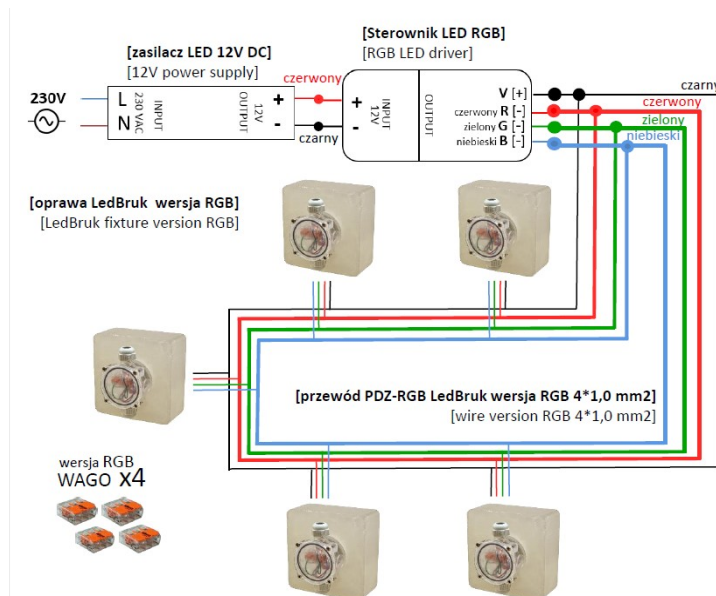 [Sterownik LED RGB]
[RGB LED driver]
[zasilacz LED 12V DC]
[12V power supply]
230V
L
N
INPUT
230 VAC
OUTPUT
12V
+
-
czerwony
czarny
+
-
INPUT
12V
OUTPUT
V [+]
czerwony R [-]
zielony G [-]
niebieski B [-]
czarny
czerwony
zielony
niebieski
[oprawa LedBruk wersja RGB]
[LedBruk fixture version RGB]
[przewód PDZ-RGB LedBruk wersja RGB 4*1,0 mm2]
[wire version RGB 4*1,0 mm2]
wersja RGB
WAGO x4